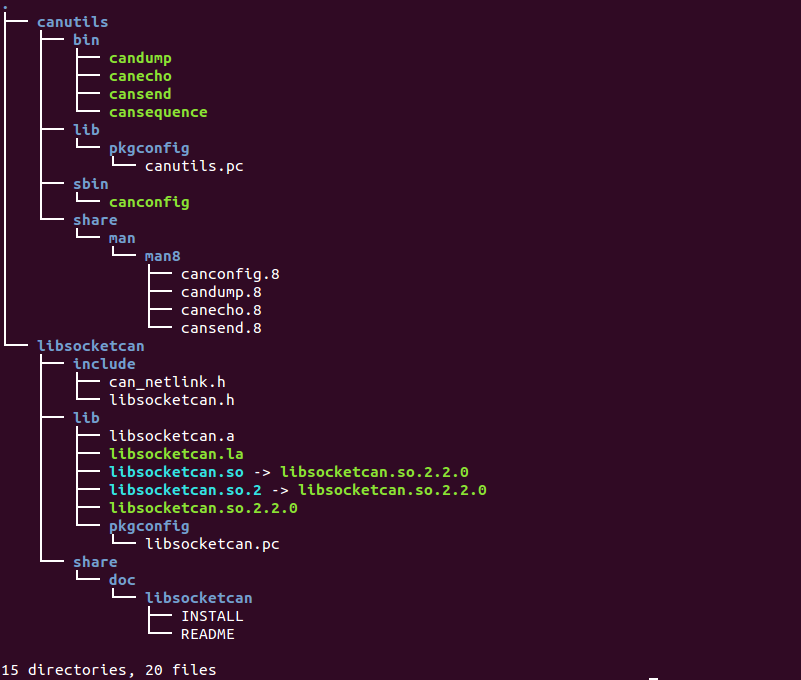 .
├── canutils
│   ├── bin
│   │   ├── candump
│   │   ├── canecho
│   │   ├── cansend
│   │   └── cansequence
│   ├── lib
│   │   └── pkgconfig
│   │       └── canutils.pc
│   ├── sbin
│   │   └── canconfig
│   └── share
│       └── man
│           └── man8
│               ├── canconfig.8
│               ├── candump.8
│               ├── canecho.8
│               └── cansend.8
└── libsocketcan
    ├── include
    │   ├── can_netlink.h
    │   └── libsocketcan.h
    ├── lib
    │   ├── libsocketcan.a
    │   ├── libsocketcan.la
    │   ├── libsocketcan.so -> libsocketcan.so.2.2.0
    │   ├── libsocketcan.so.2 -> libsocketcan.so.2.2.0
    │   ├── libsocketcan.so.2.2.0
    │   └── pkgconfig
    │       └── libsocketcan.pc
    └── share
        └── doc
            └── libsocketcan
                ├── INSTALL
                └── README

15 directories, 20 files